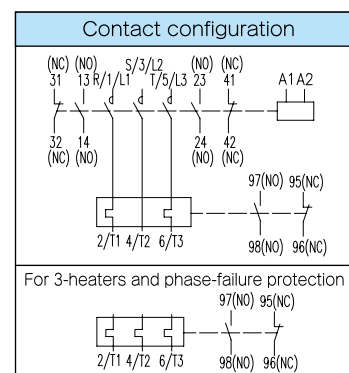 Contact configuration
(NC) (NO) S/3/L2 (NO) (NC)
31 13 R/1/L1 T/5/L3 23 41 A1 A2
32 14 24 42
(NC) (NO) (NO) (NC)
97(NO) 95(NC)
2/T1 4/T2 6/T3
98(NO) 96(NC)
For 3-heaters and phase-failure protection
97(NO) 95(NC)
2/T1 4/T2 6/T3
98(NO) 96(NC)